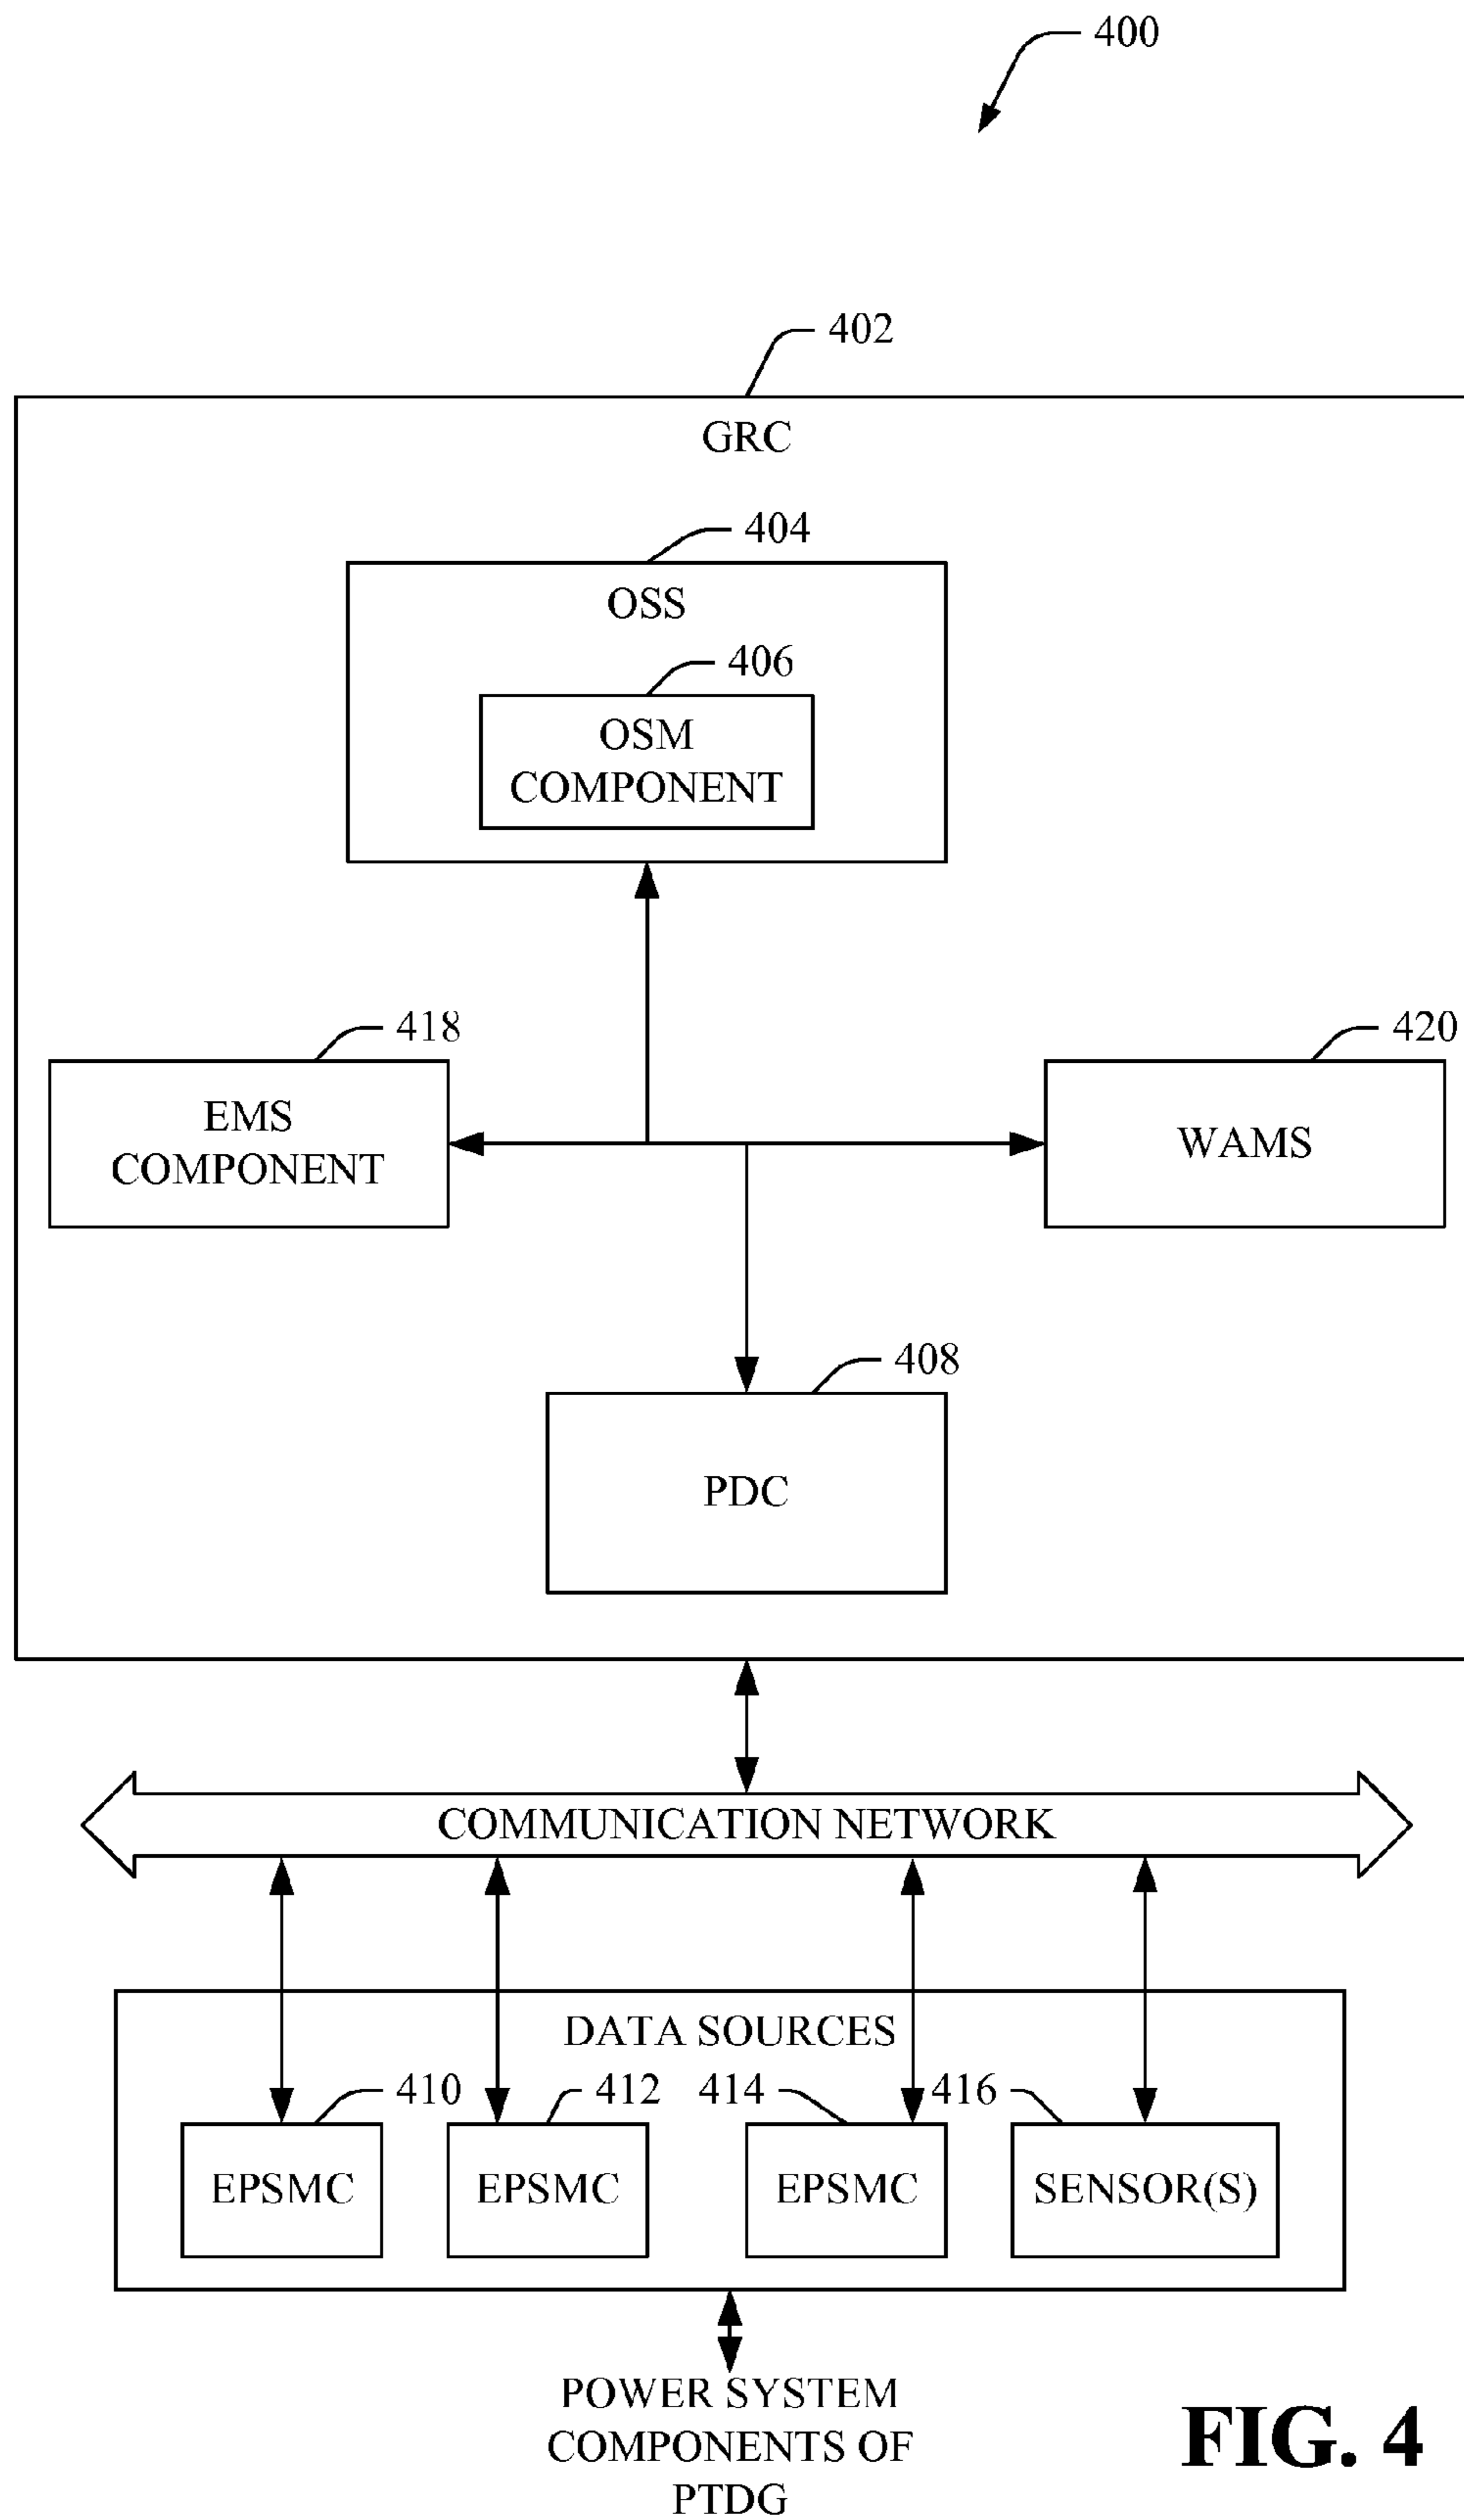 400
402
GRC
404
OSS
406
OSM
COMPONENT
418
420
EMS
COMPONENT
WAMS
408
PDC
COMMUNICATION NETWORK
DATA SOURCES
410
412
414
416
EPSMC
EPSMC
EPSMC
SENSOR(S)
POWER SYSTEM
COMPONENTS OF
PTDG
FIG. 4